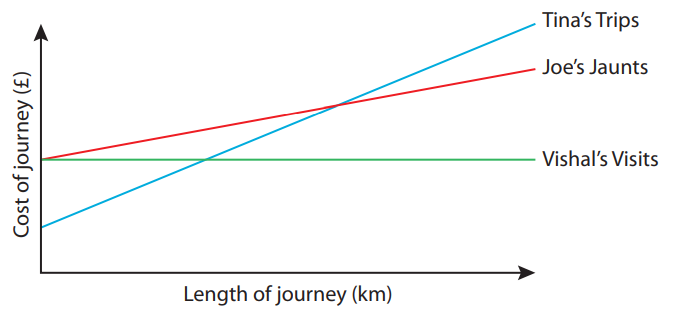 Tina's Trips
Joe's Jaunts
Vishal's Visits
Cost of journey (£)
Length of journey (km)